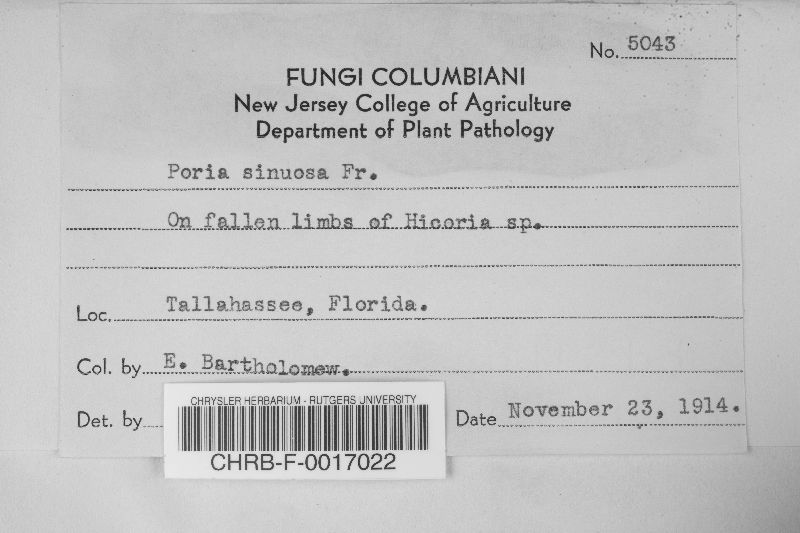 No. 5043
FUNGI COLUMBIANI
New Jersey College of Agriculture
Department of Plant Pathology
Poria sinuosa Fr.
On fallen limbs of Hicoria sp.
Loc. Tallahassee, Florida.
Col. by E. Bartholomew.
Det. by
Date November 23, 1914.
CHRYSLER HERBARIUM - RUTGERS UNIVERSITY
CHRB-F-0017022